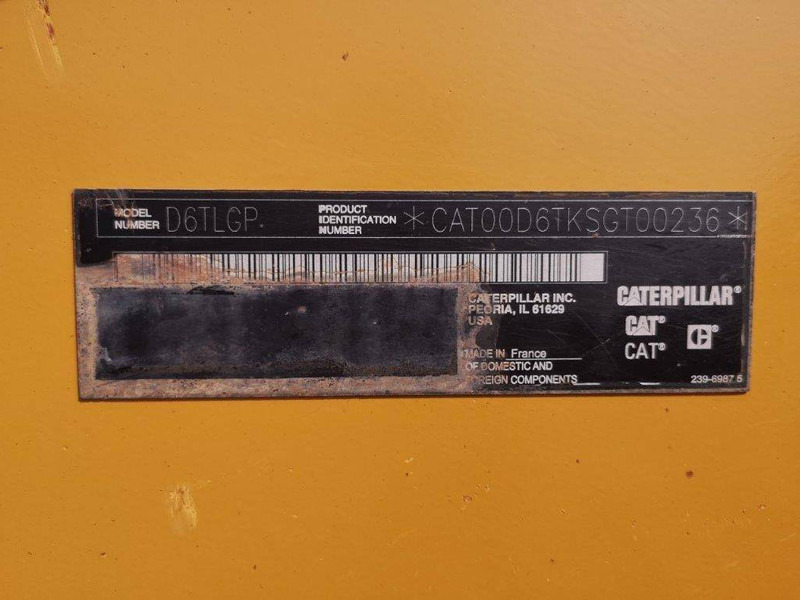 MODEL NUMBER D6TLGP
PRODUCT IDENTIFICATION NUMBER *CAT00D6TKSGT00236*
CATERPILLAR INC.
PEORIA, IL 61629
USA
MADE IN France
OF DOMESTIC AND
FOREIGN COMPONENTS
CATERPILLAR®
CAT®
CAT®
C®
239-6987 5